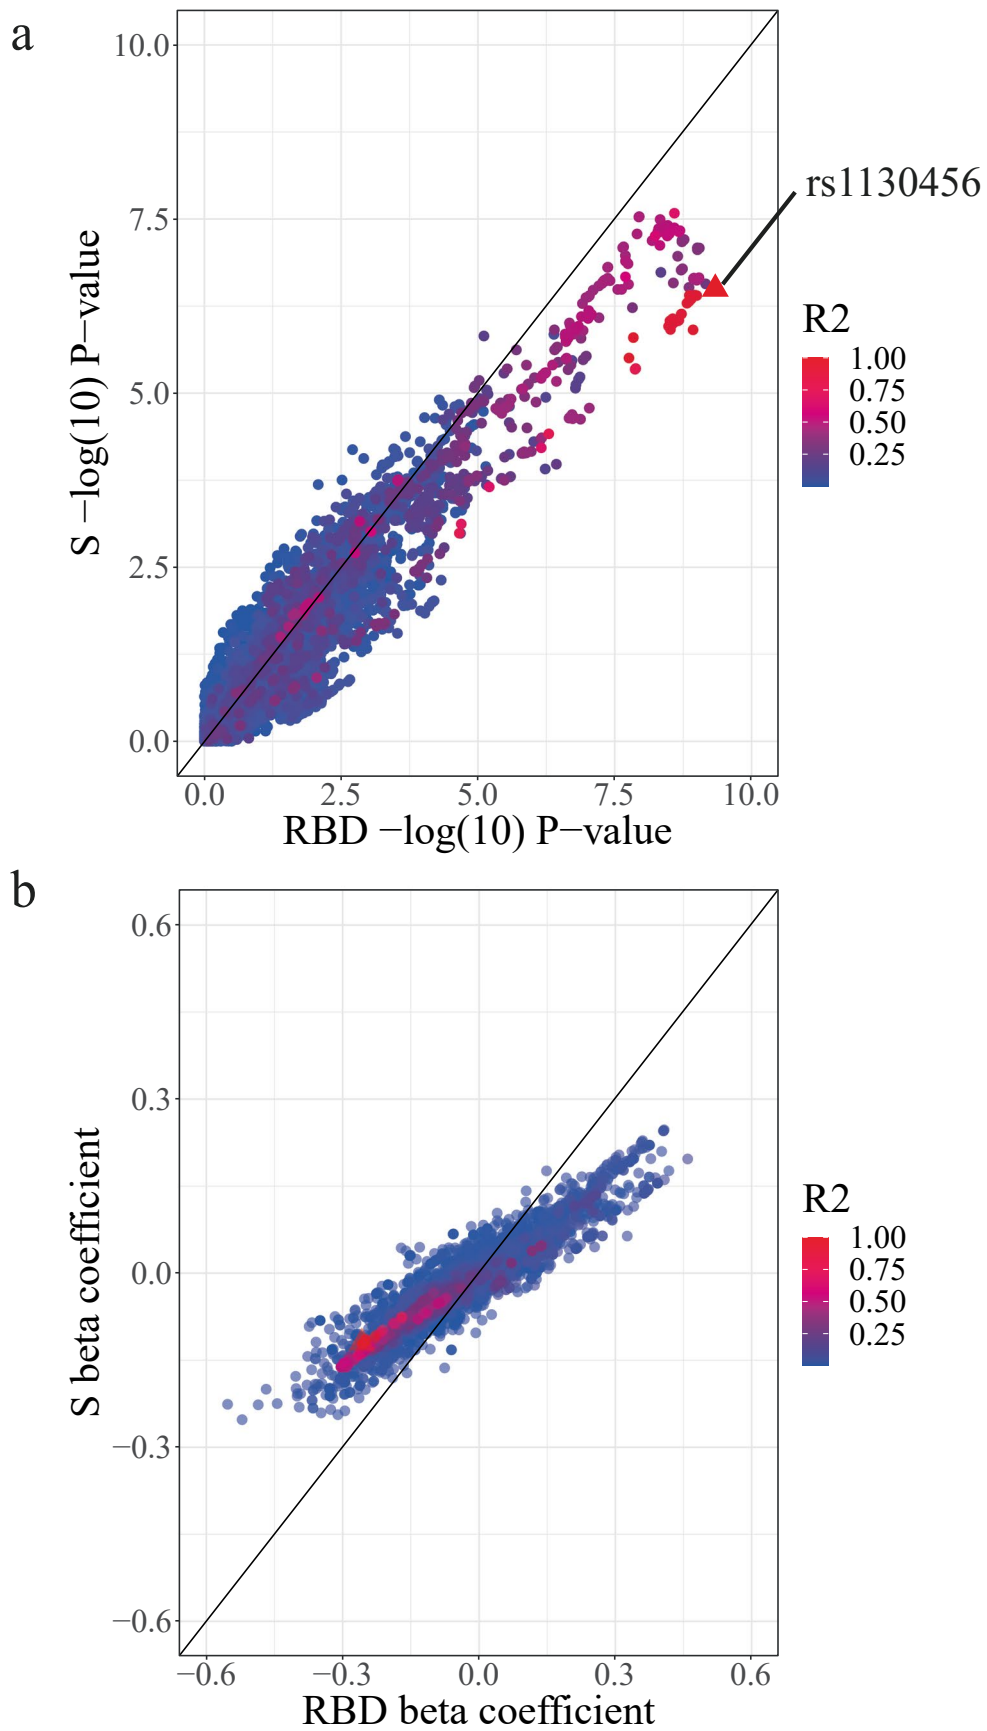 a
10.0
7.5
5.0
2.5
0.0
S −log(10) P−value
0.0 2.5 5.0 7.5 10.0
RBD −log(10) P−value
rs1130456
R2
1.00
0.75
0.50
0.25
b
0.6
0.3
0.0
−0.3
−0.6
S beta coefficient
−0.6 −0.3 0.0 0.3 0.6
RBD beta coefficient
R2
1.00
0.75
0.50
0.25